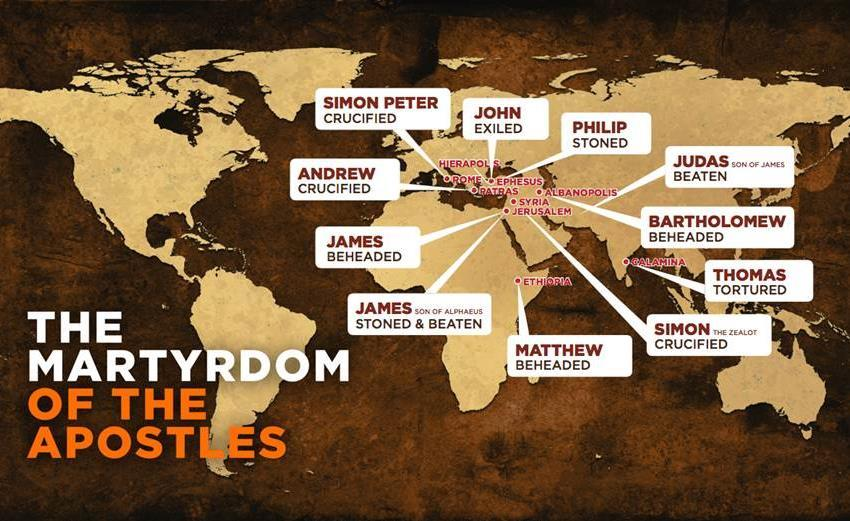 SIMON PETER
CRUCIFIED
JOHN
EXILED
PHILIP
STONED
HIERAPOLIS
JUDAS SON OF JAMES
BEATEN
ANDREW
CRUCIFIED
ROME
EPHESUS
PATRAS
ALBANOPOLIS
SYRIA
JERUSALEM
BARTHOLOMEW
BEHEADED
JAMES
BEHEADED
CALAMINA
THOMAS
TORTURED
ETHIOPIA
JAMES SON OF ALPHAEUS
STONED & BEATEN
SIMON THE ZEALOT
CRUCIFIED
MATTHEW
BEHEADED
THE
MARTYRDOM
OF THE
APOSTLES